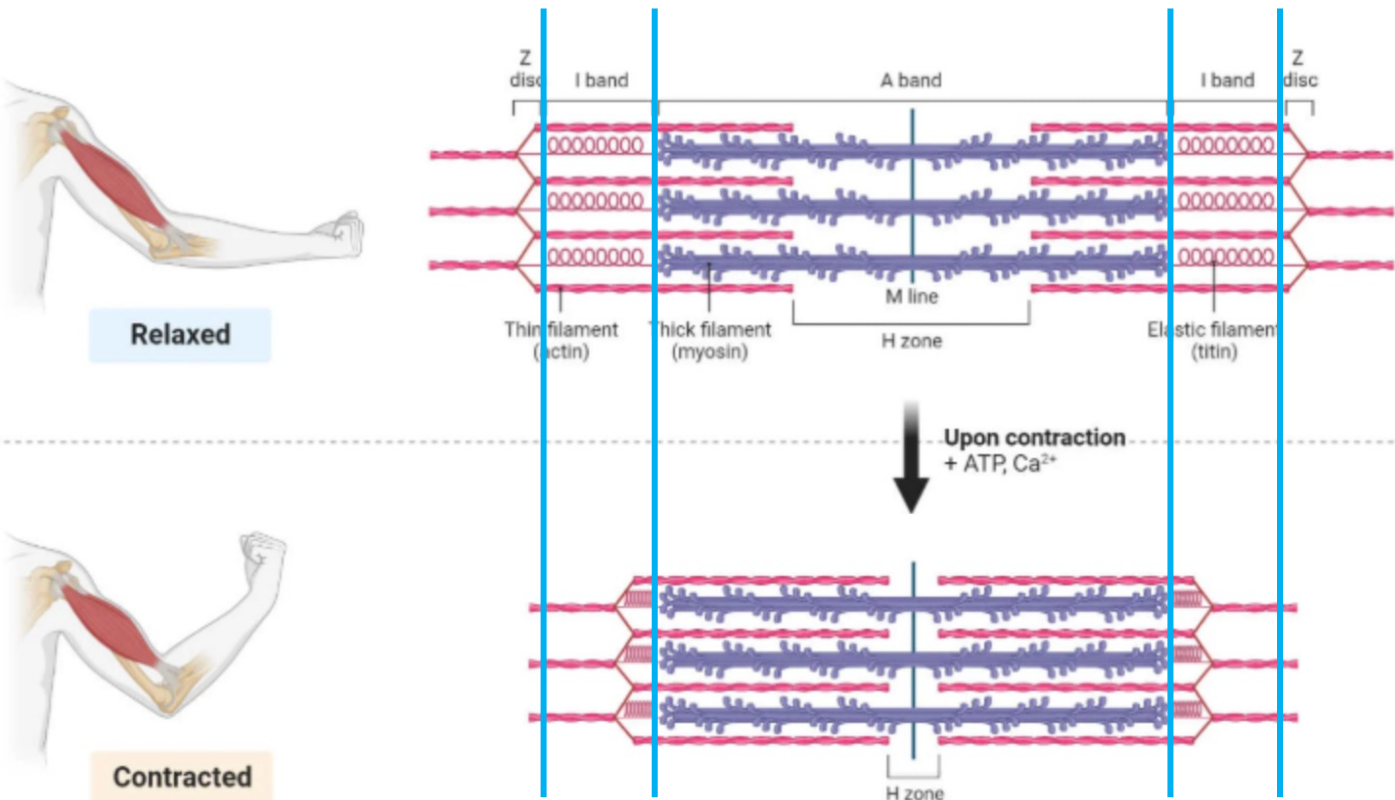 Z
disc
I band
A band
I band
Z
disc
M line
Thin filament
(actin)
Thick filament
(myosin)
H zone
Elastic filament
(titin)
Relaxed
Upon contraction
+ ATP, Ca²⁺
Contracted
H zone